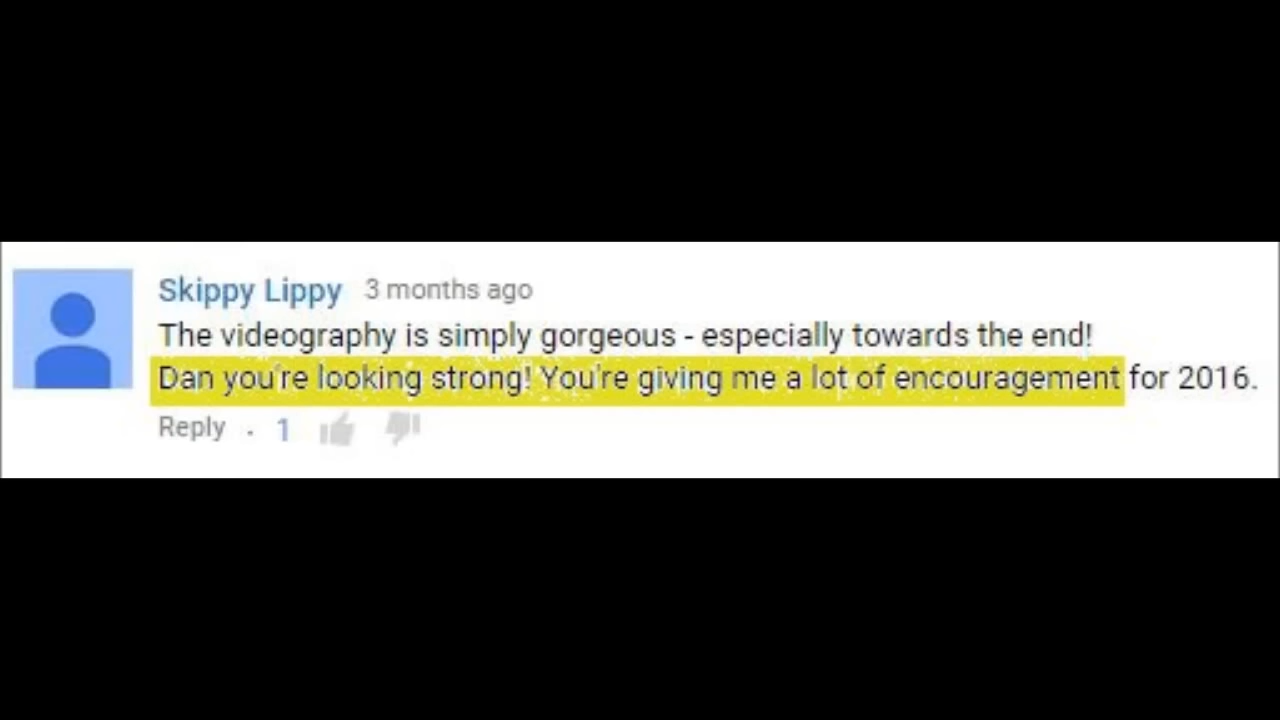 Skippy Lippy 3 months ago
The videography is simply gorgeous - especially towards the end!
Dan you're looking strong! You're giving me a lot of encouragement for 2016.
Reply . 1